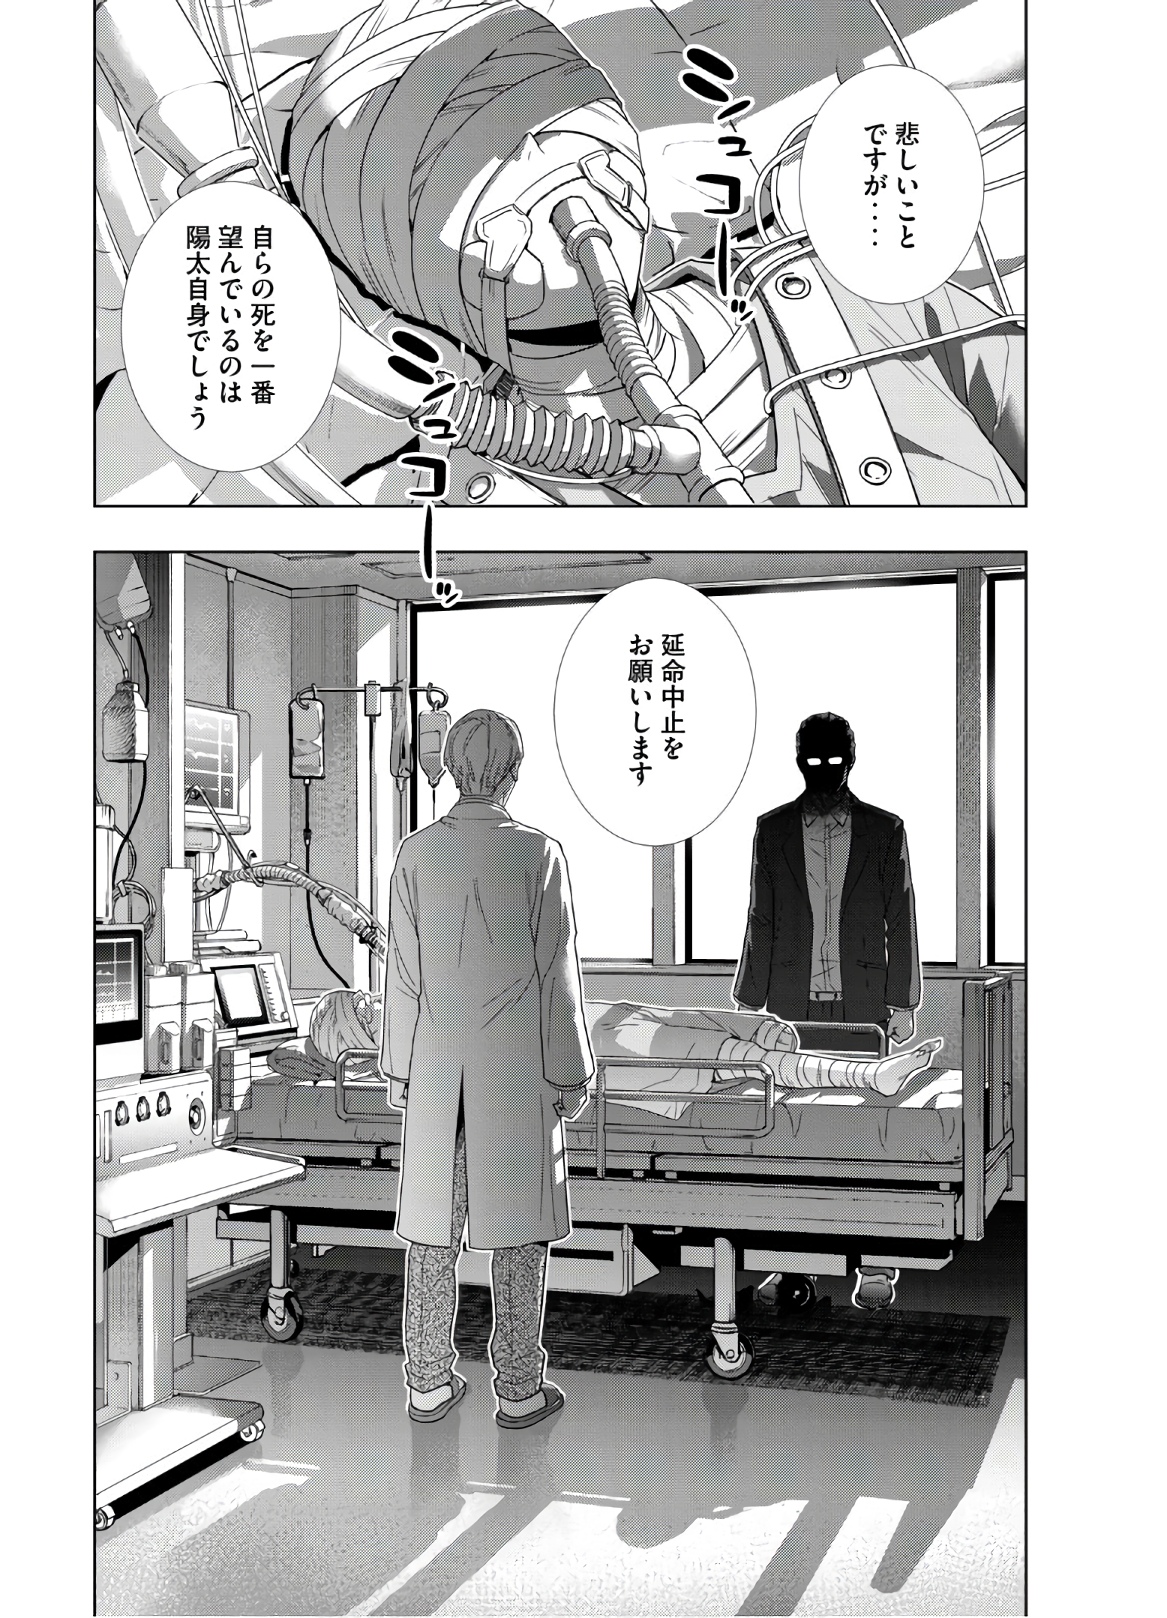 悲しいこと
ですが‥‥
シュコーッ
自らの死を一番
望んでいるのは
陽太自身でしょう
シュコーッ
延命中止を
お願いします